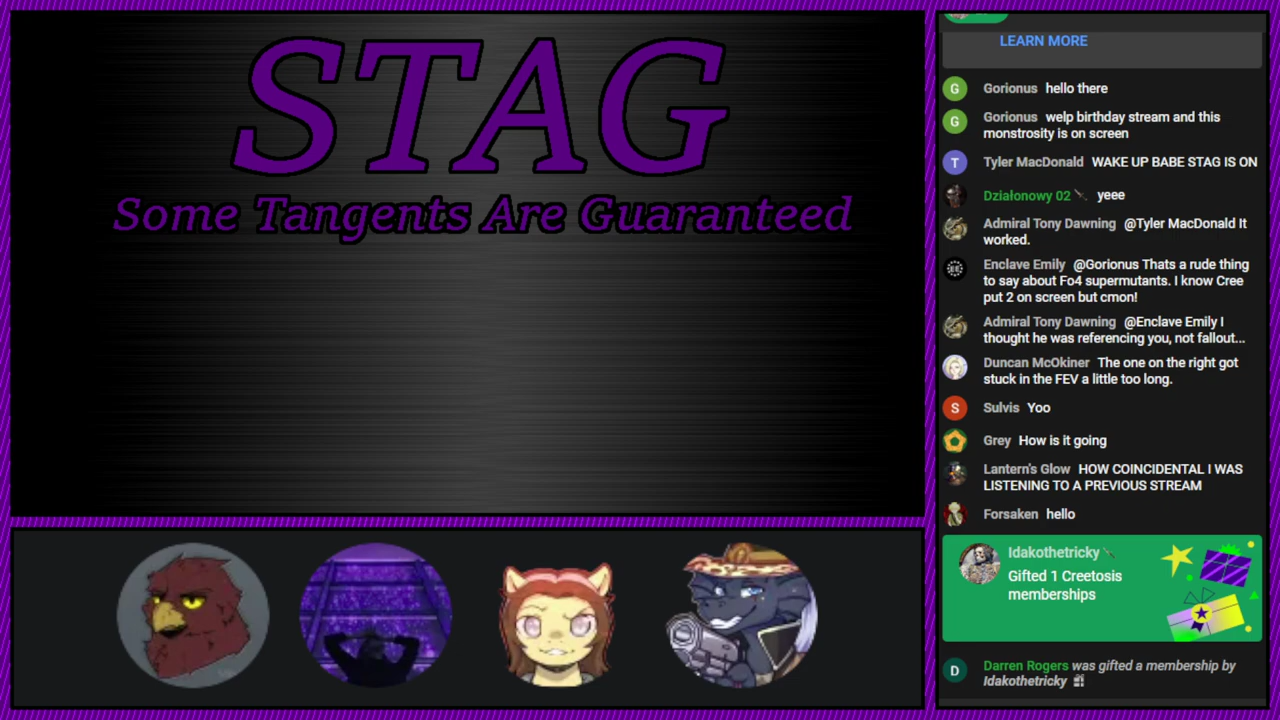 STAG
Some Tangents Are Guaranteed
LEARN MORE
G Gorionus hello there
G Gorionus welp birthday stream and this
monstrosity is on screen
T Tyler MacDonald WAKE UP BABE STAG IS ON
Działonowy 02 yeee
Admiral Tony Dawning @Tyler MacDonald It
worked.
Enclave Emily @Gorionus Thats a rude thing
to say about Fo4 supermutants. I know Cree
put 2 on screen but cmon!
Admiral Tony Dawning @Enclave Emily I
thought he was referencing you, not fallout...
Duncan McOkiner The one on the right got
stuck in the FEV a little too long.
S Sulvis Yoo
Grey How is it going
Lantern's Glow HOW COINCIDENTAL I WAS
LISTENING TO A PREVIOUS STREAM
Forsaken hello
Idakothetricky
Gifted 1 Creetosis
memberships
D Darren Rogers was gifted a membership by
Idakothetricky